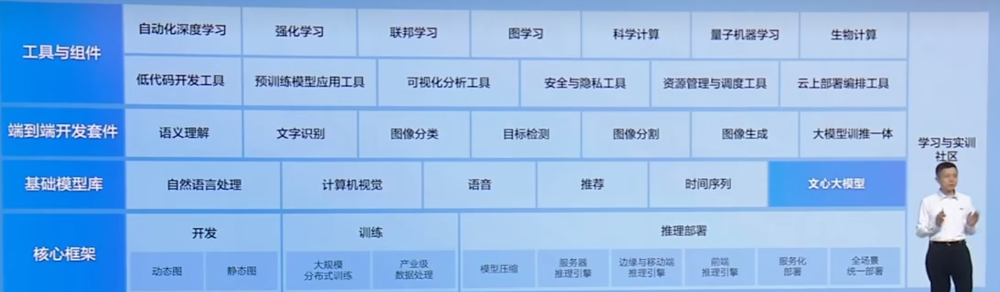 工具与组件
自动化深度学习
强化学习
联邦学习
图学习
科学计算
量子机器学习
生物计算
低代码开发工具
预训练模型应用工具
可视化分析工具
安全与隐私工具
资源管理与调度工具
云上部署编排工具
端到端开发套件
语义理解
文字识别
图像分类
目标检测
图像分割
图像生成
大模型训推一体
基础模型库
自然语言处理
计算机视觉
语音
推荐
时间序列
文心大模型
核心框架
开发
动态图
静态图
训练
大规模
分布式训练
产业级
数据处理
推理部署
模型压缩
服务器
推理引擎
边缘与移动端
推理引擎
前端
推理引擎
服务化
部署
全场景
统一部署
学习与实训
社区